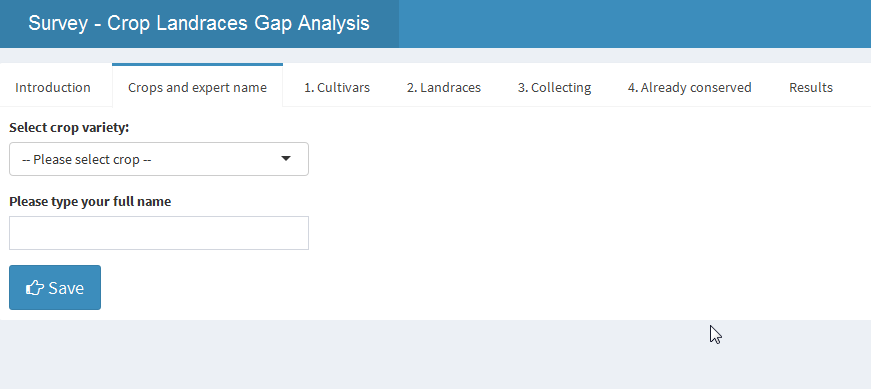 Survey - Crop Landraces Gap Analysis
Introduction Crops and expert name 1. Cultivars 2. Landraces 3. Collecting 4. Already conserved Results
Select crop variety:
-- Please select crop --
Please type your full name
Save